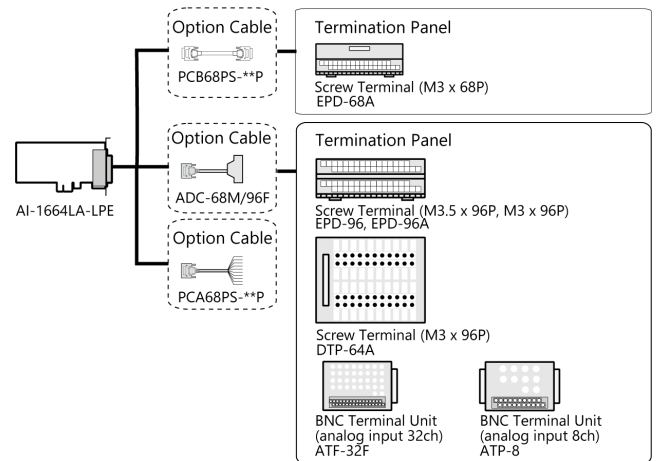 Option Cable
PCB68PS-**P
Termination Panel
Screw Terminal (M3 x 68P)
EPD-68A
AI-1664LA-LPE
Option Cable
ADC-68M/96F
Option Cable
PCA68PS-**P
Termination Panel
Screw Terminal (M3.5 x 96P, M3 x 96P)
EPD-96, EPD-96A
Screw Terminal (M3 x 96P)
DTP-64A
BNC Terminal Unit
(analog input 32ch)
ATF-32F
BNC Terminal Unit
(analog input 8ch)
ATP-8